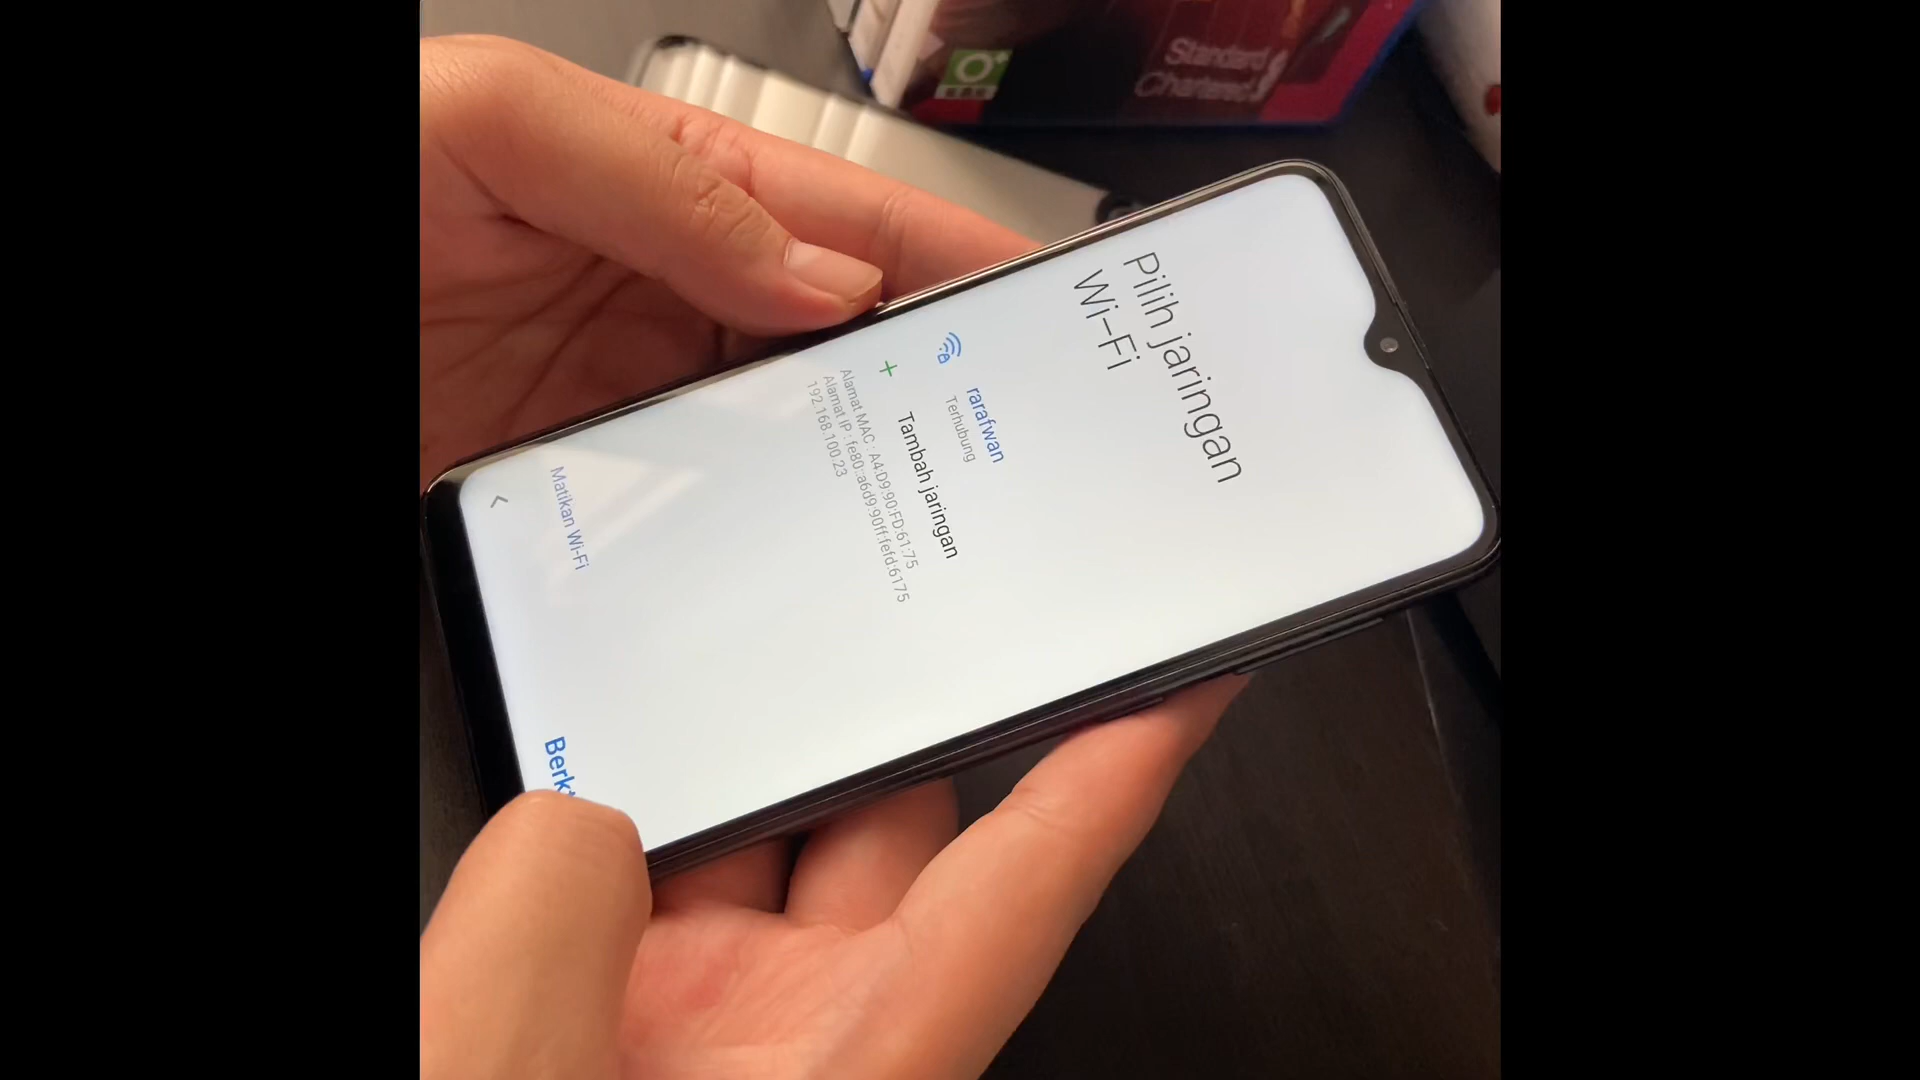 Standard
Chartered
Pilih jaringan
Wi-Fi
rarafwan
Terhubung
+ Tambah jaringan
Alamat MAC : A4:D9:90:FD:61:75
Alamat IP : fe80::a6d9:90ff:fefd:6175
192.168.100.23
Matikan Wi-Fi